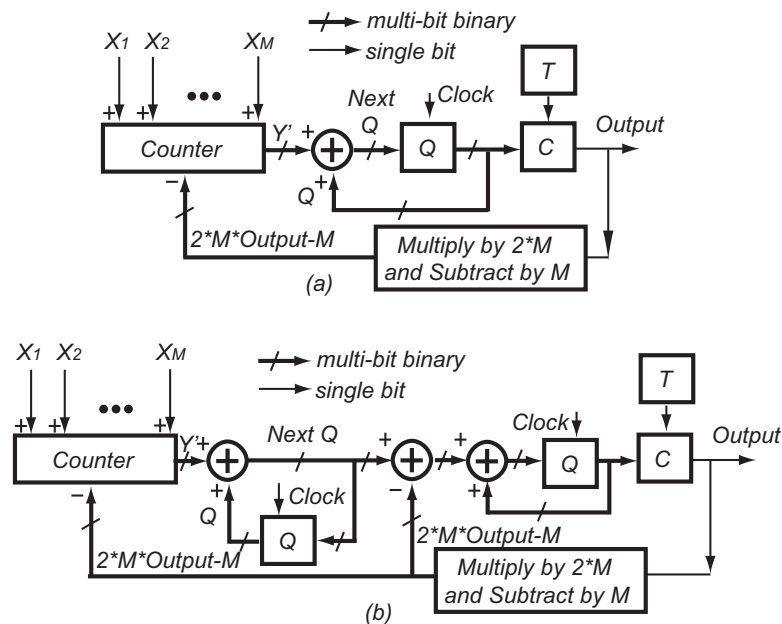 X1 X2 ••• XM
multi-bit binary
single bit
T
Counter
Y'
+
Next
Q
Clock
Q
C
Output
Q
2*M*Output-M
Multiply by 2*M
and Subtract by M
(a)
X1 X2 ••• XM
multi-bit binary
single bit
T
Counter
Y'
+
Next Q
Clock
Q
Q
+
Clock
Q
C
Output
2*M*Output-M
2*M*Output-M
Multiply by 2*M
and Subtract by M
(b)